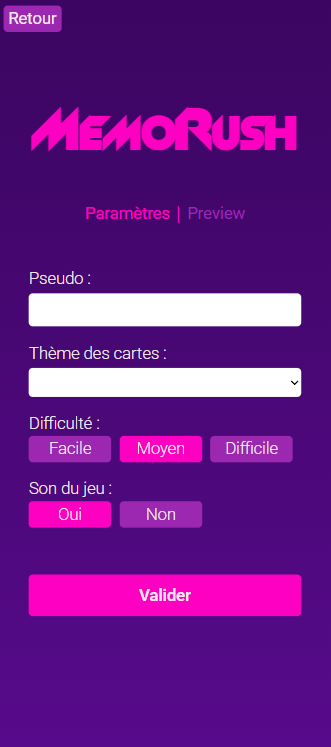 Retour
MEMORUSH
Paramètres | Preview
Pseudo :
Thème des cartes :
Difficulté :
Facile Moyen Difficile
Son du jeu :
Oui Non
Valider